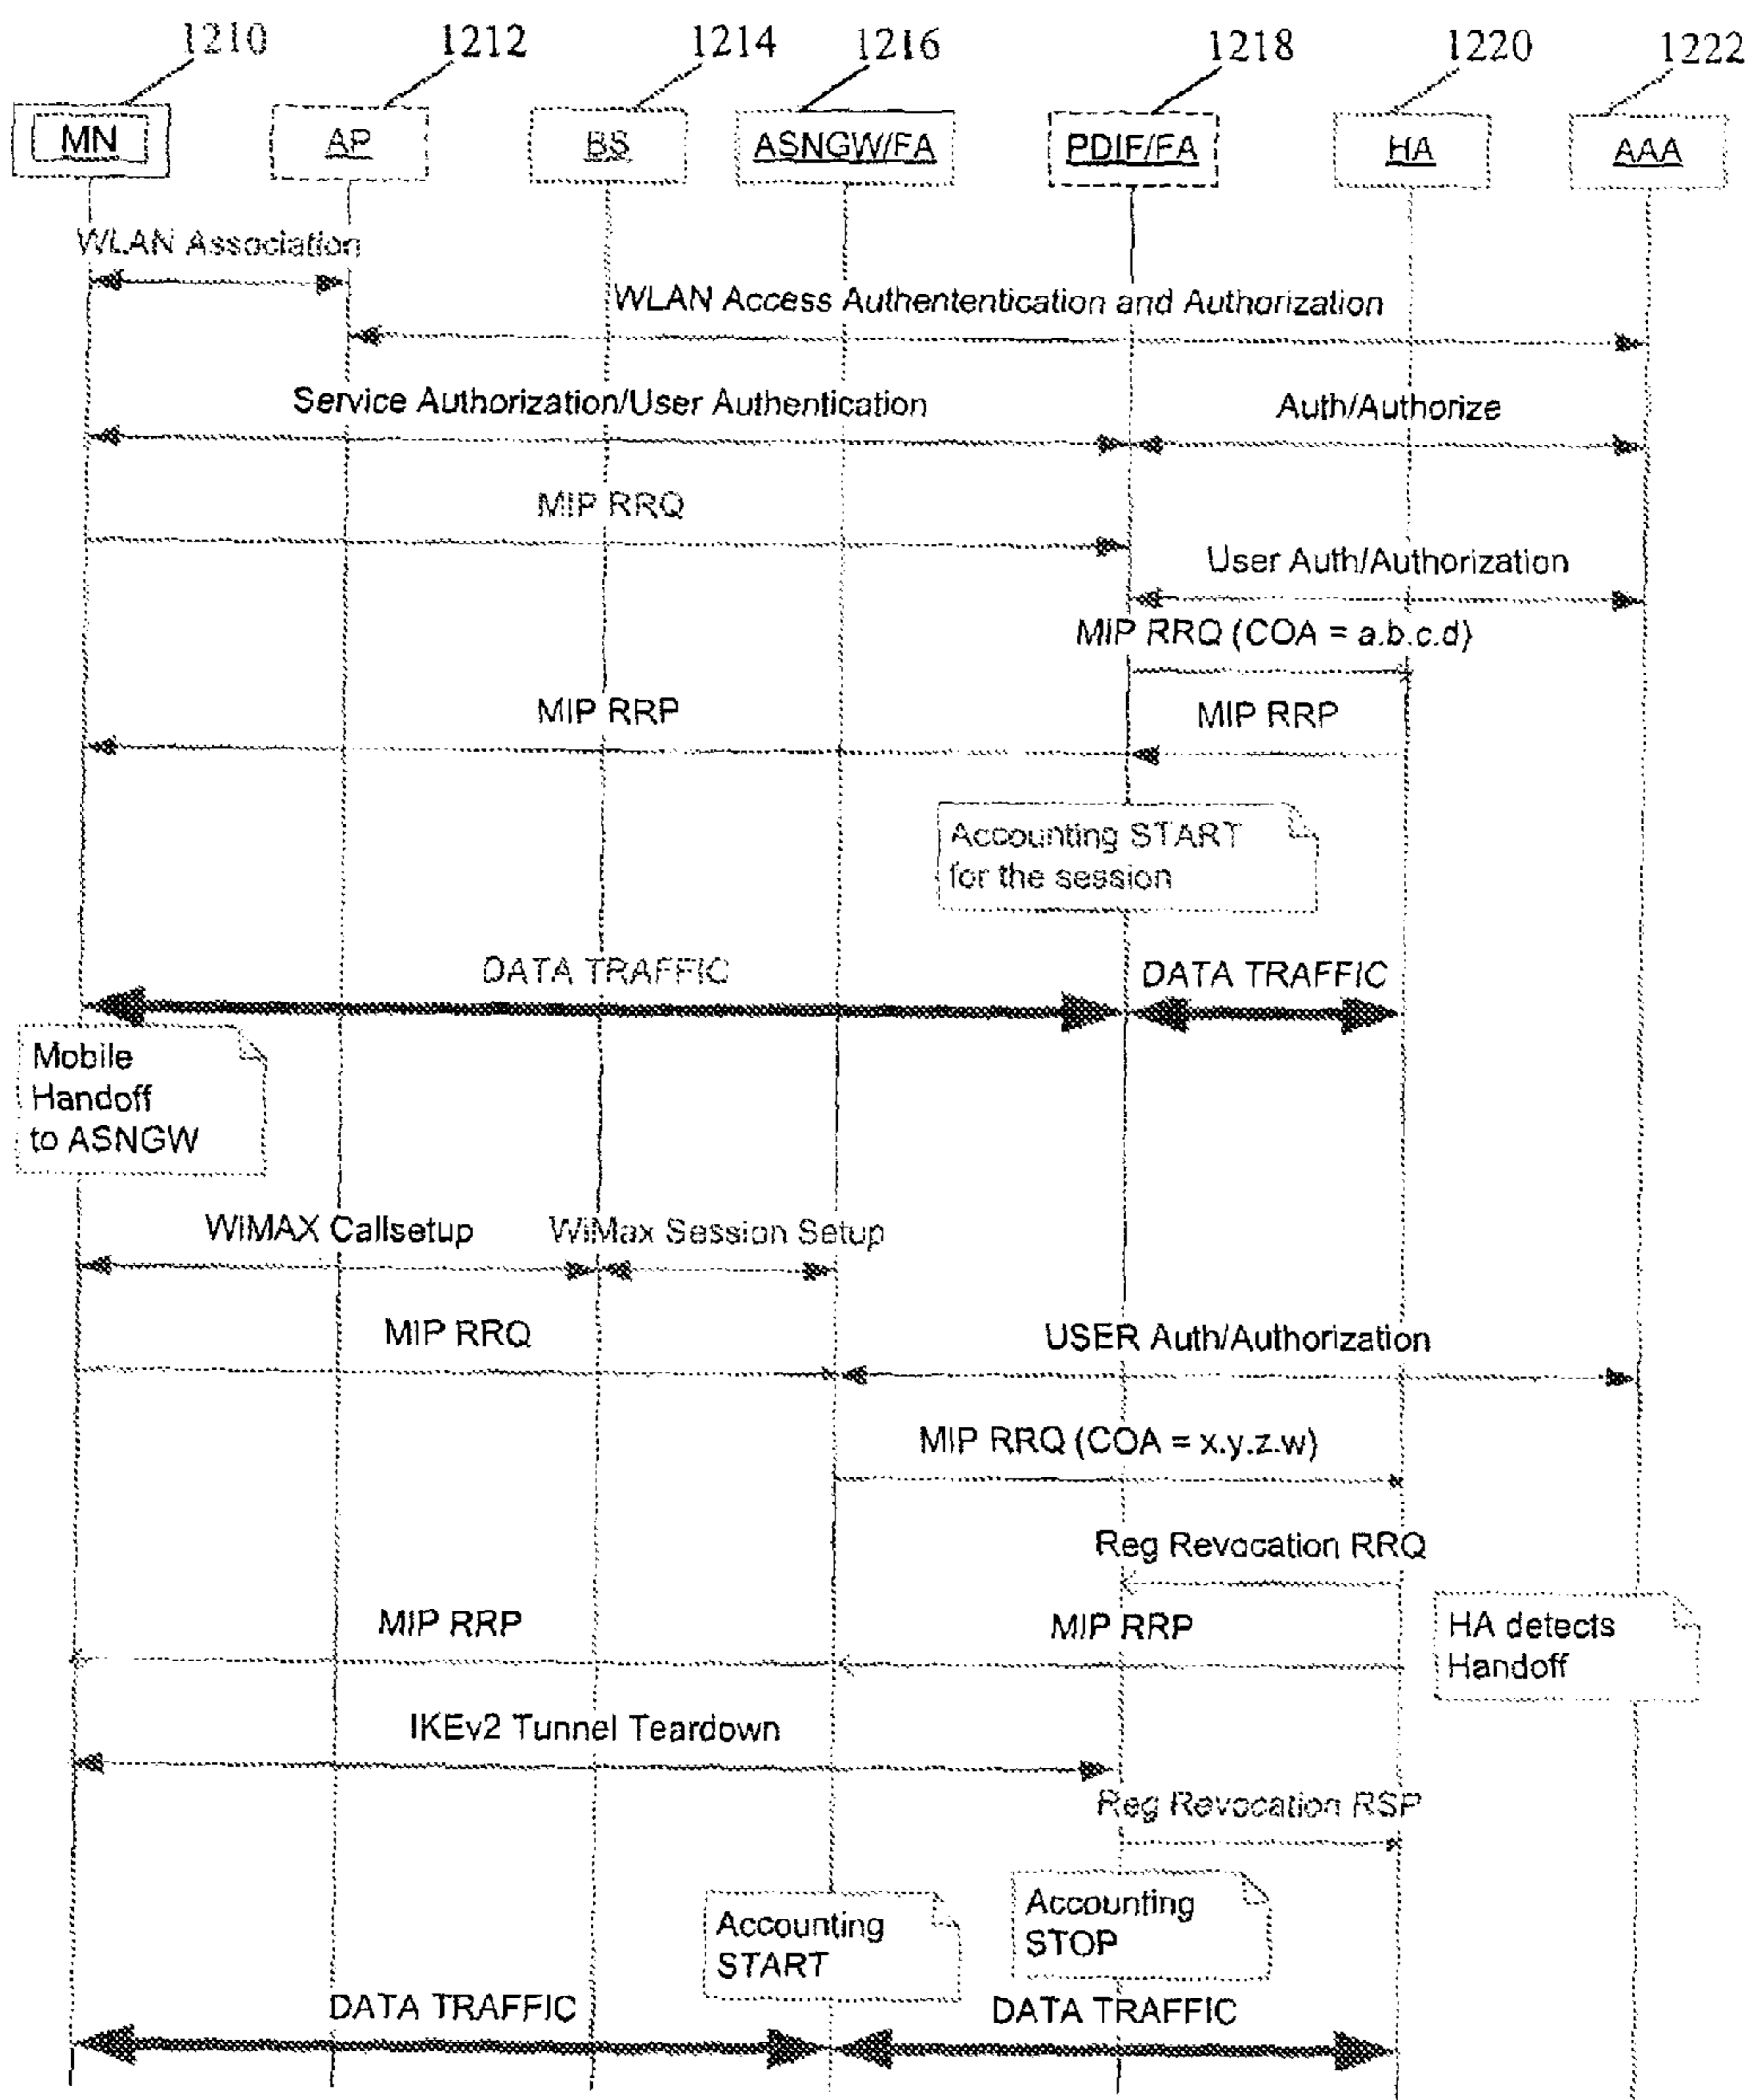 1210 1212 1214 1216 1218 1220 1222
MN AP BS ASNGW/FA PDIF/FA HA AAA
WLAN Association
WLAN Access Authententication and Authorization
Service Authorization/User Authentication Auth/Authorize
MIP RRQ
User Auth/Authorization
MIP RRQ (COA = a.b.c.d)
MIP RRP MIP RRP
Accounting START
for the session
DATA TRAFFIC DATA TRAFFIC
Mobile
Handoff
to ASNGW
WIMAX Callsetup WiMax Session Setup
MIP RRQ USER Auth/Authorization
MIP RRQ (COA = x.y.z.w)
Reg Revocation RRQ
MIP RRP MIP RRP
HA detects
Handoff
IKEv2 Tunnel Teardown
Reg Revocation RSP
Accounting
START
Accounting
STOP
DATA TRAFFIC DATA TRAFFIC